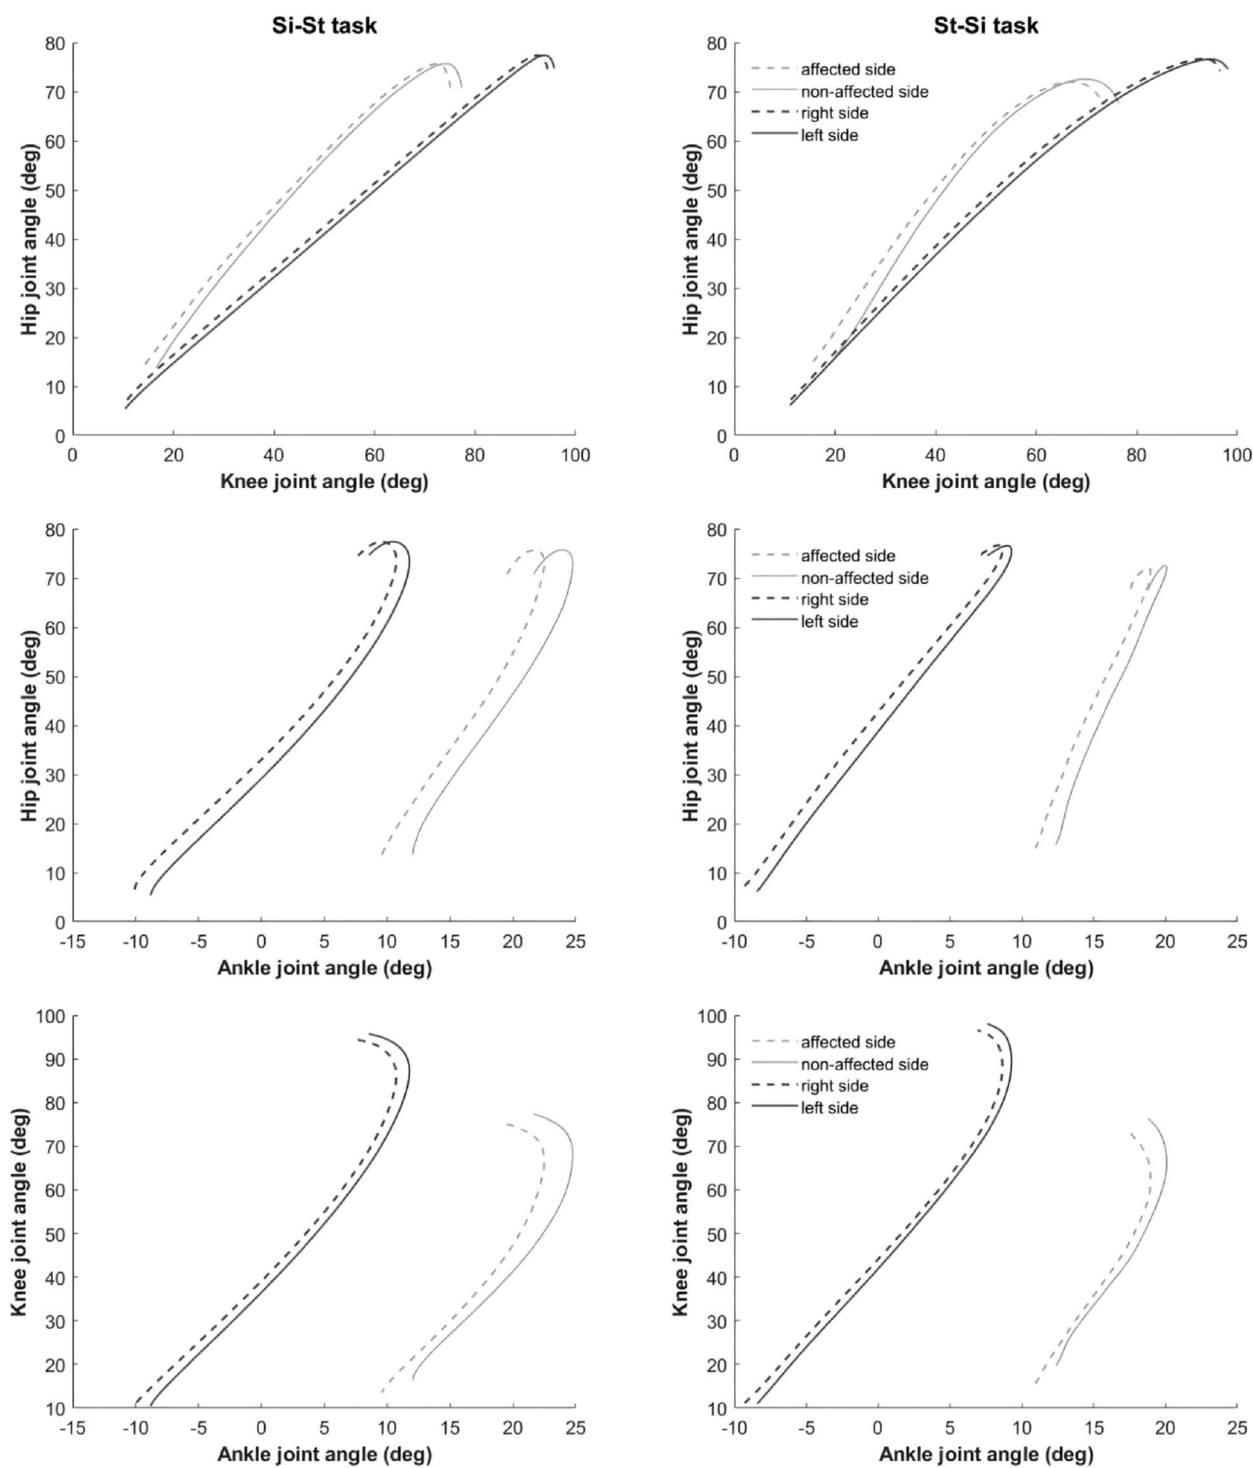 Si-St task
St-Si task
80
70
60
50
40
30
20
10
0
Hip joint angle (deg)
0 20 40 60 80 100
Knee joint angle (deg)
80
70
60
50
40
30
20
10
0
Hip joint angle (deg)
affected side
non-affected side
right side
left side
0 20 40 60 80 100
Knee joint angle (deg)
80
70
60
50
40
30
20
10
0
Hip joint angle (deg)
-15 -10 -5 0 5 10 15 20 25
Ankle joint angle (deg)
80
70
60
50
40
30
20
10
0
Hip joint angle (deg)
affected side
non-affected side
right side
left side
-10 -5 0 5 10 15 20 25
Ankle joint angle (deg)
100
90
80
70
60
50
40
30
20
10
Knee joint angle (deg)
-15 -10 -5 0 5 10 15 20 25
Ankle joint angle (deg)
100
90
80
70
60
50
40
30
20
10
Knee joint angle (deg)
affected side
non-affected side
right side
left side
-10 -5 0 5 10 15 20 25
Ankle joint angle (deg)